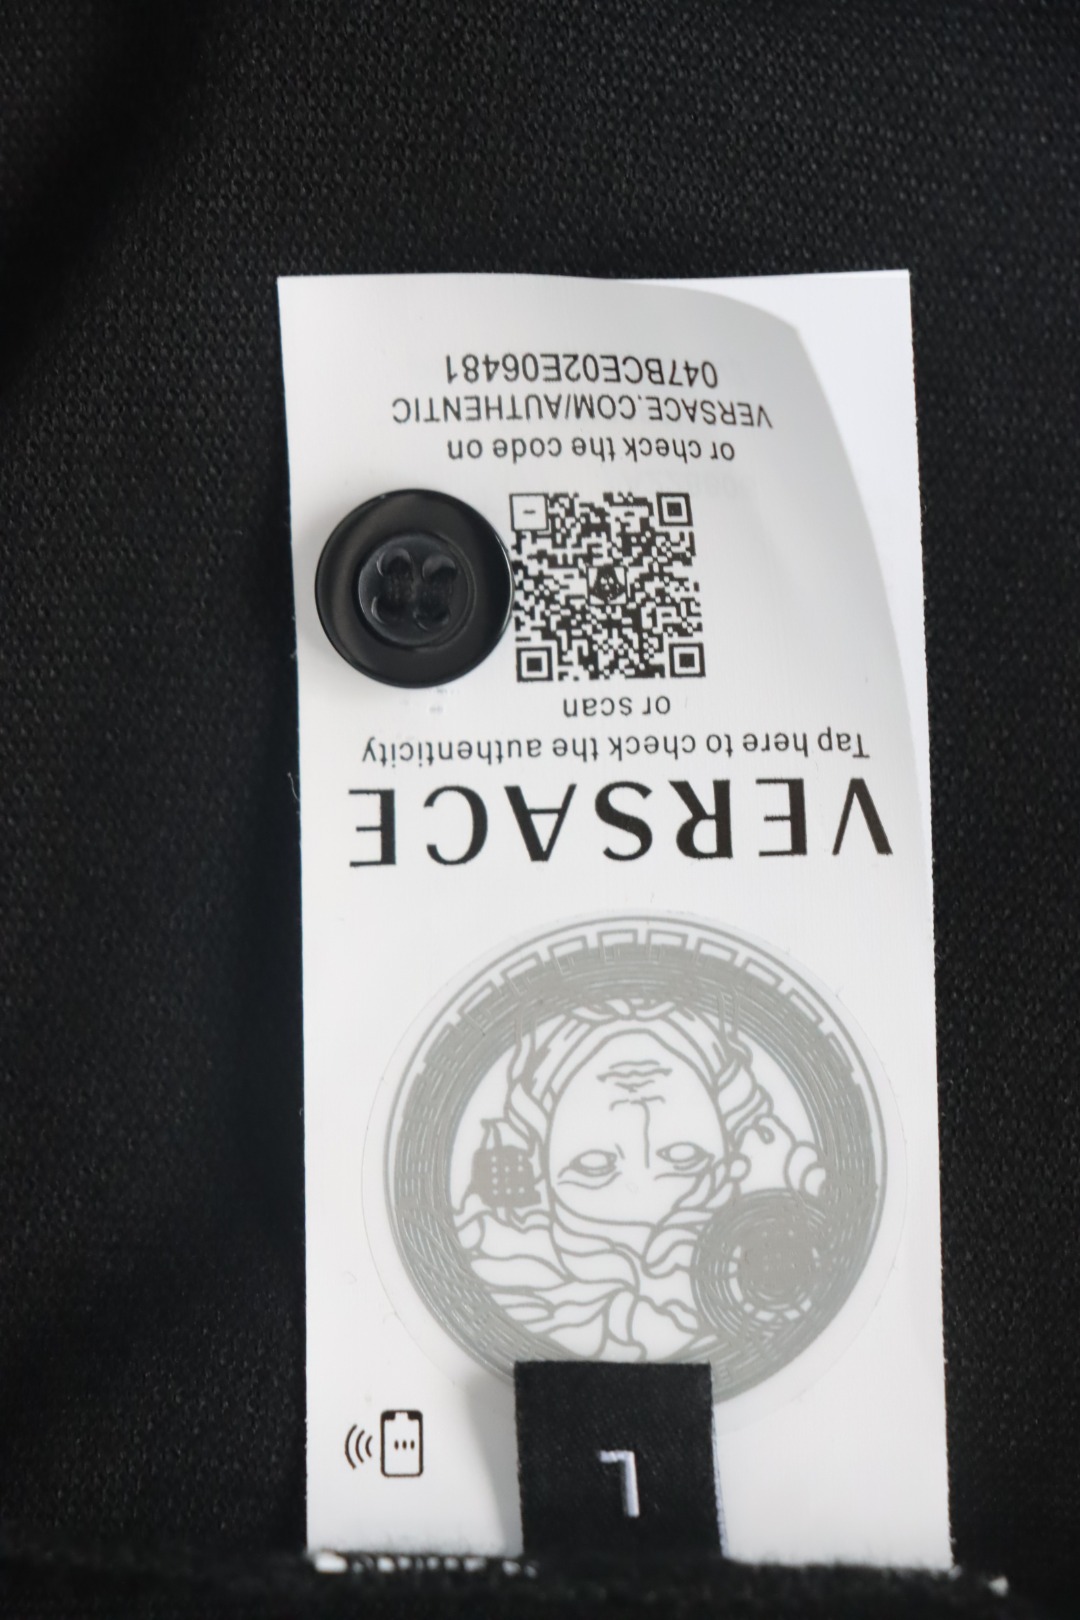 L
VERSACE
Tap here to check the authenticity
or scan
or check the code on
VERSACE.COM/AUTHENTIC
047BCE02E06481